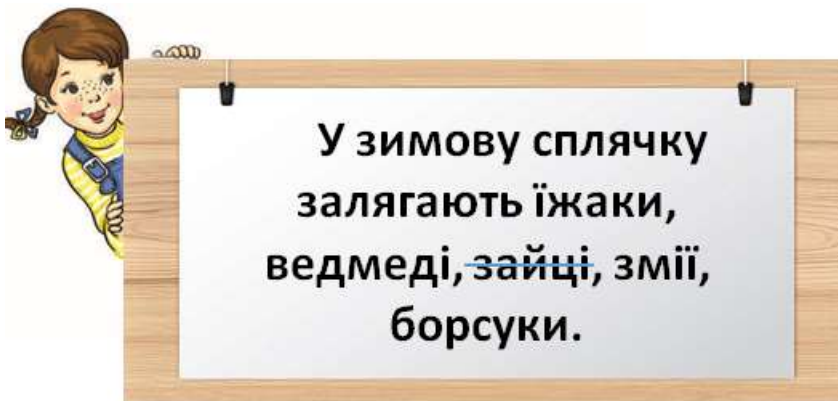 У зимову сплячку
залягають їжаки,
ведмеді, зайці, змії,
борсуки.